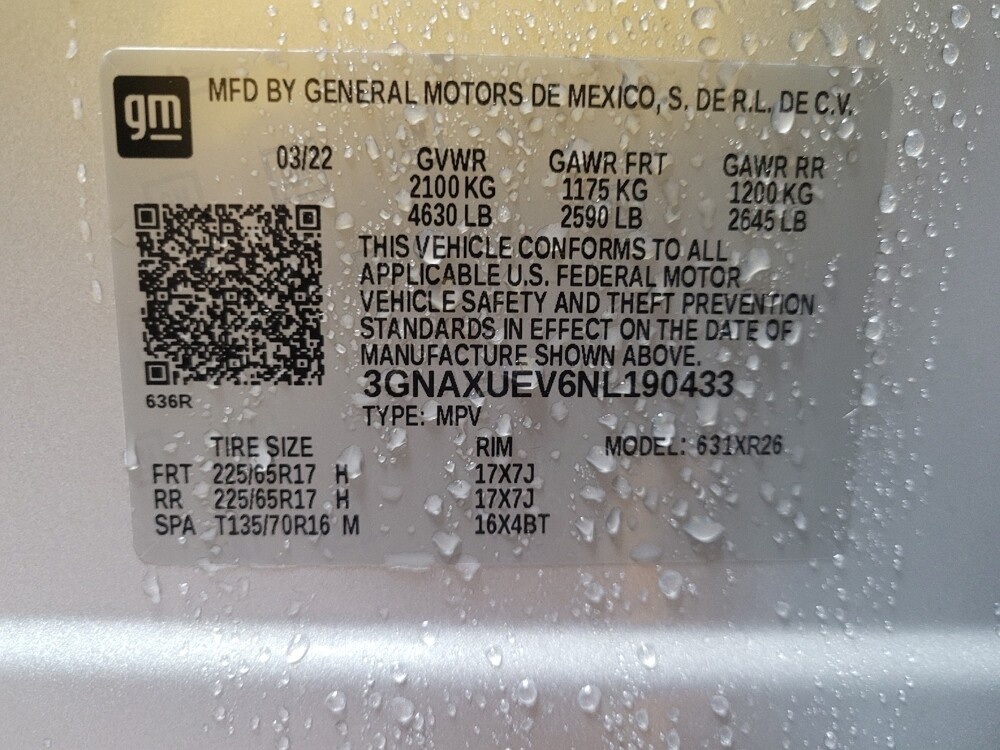 gm
MFD BY GENERAL MOTORS DE MEXICO, S. DE R.L. DE C.V.
03/22 GVWR GAWR FRT GAWR RR
2100 KG 1175 KG 1200 KG
4630 LB 2590 LB 2645 LB
THIS VEHICLE CONFORMS TO ALL
APPLICABLE U.S. FEDERAL MOTOR
VEHICLE SAFETY AND THEFT PREVENTION
STANDARDS IN EFFECT ON THE DATE OF
MANUFACTURE SHOWN ABOVE.
3GNAXUEV6NL190433
636R
TYPE: MPV
TIRE SIZE RIM MODEL: 631XR26
FRT 225/65R17 H 17X7J
RR 225/65R17 H 17X7J
SPA T135/70R16 M 16X4BT